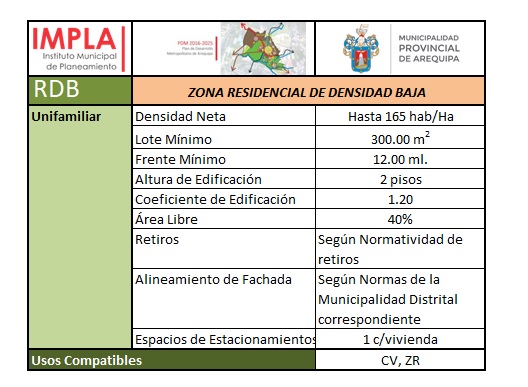 IMPLA
Instituto Municipal
de Planeamiento
PDM 2016-2025
Plan de Desarrollo
Metropolitano de Arequipa
MUNICIPALIDAD
PROVINCIAL
DE AREQUIPA
RDB
ZONA RESIDENCIAL DE DENSIDAD BAJA
Unifamiliar
Densidad Neta
Hasta 165 hab/Ha
Lote Mínimo
300.00 m²
Frente Mínimo
12.00 ml.
Altura de Edificación
2 pisos
Coeficiente de Edificación
1.20
Área Libre
40%
Retiros
Según Normatividad de
retiros
Alineamiento de Fachada
Según Normas de la
Municipalidad Distrital
correspondiente
Espacios de Estacionamientos
1 c/vivienda
Usos Compatibles
CV, ZR